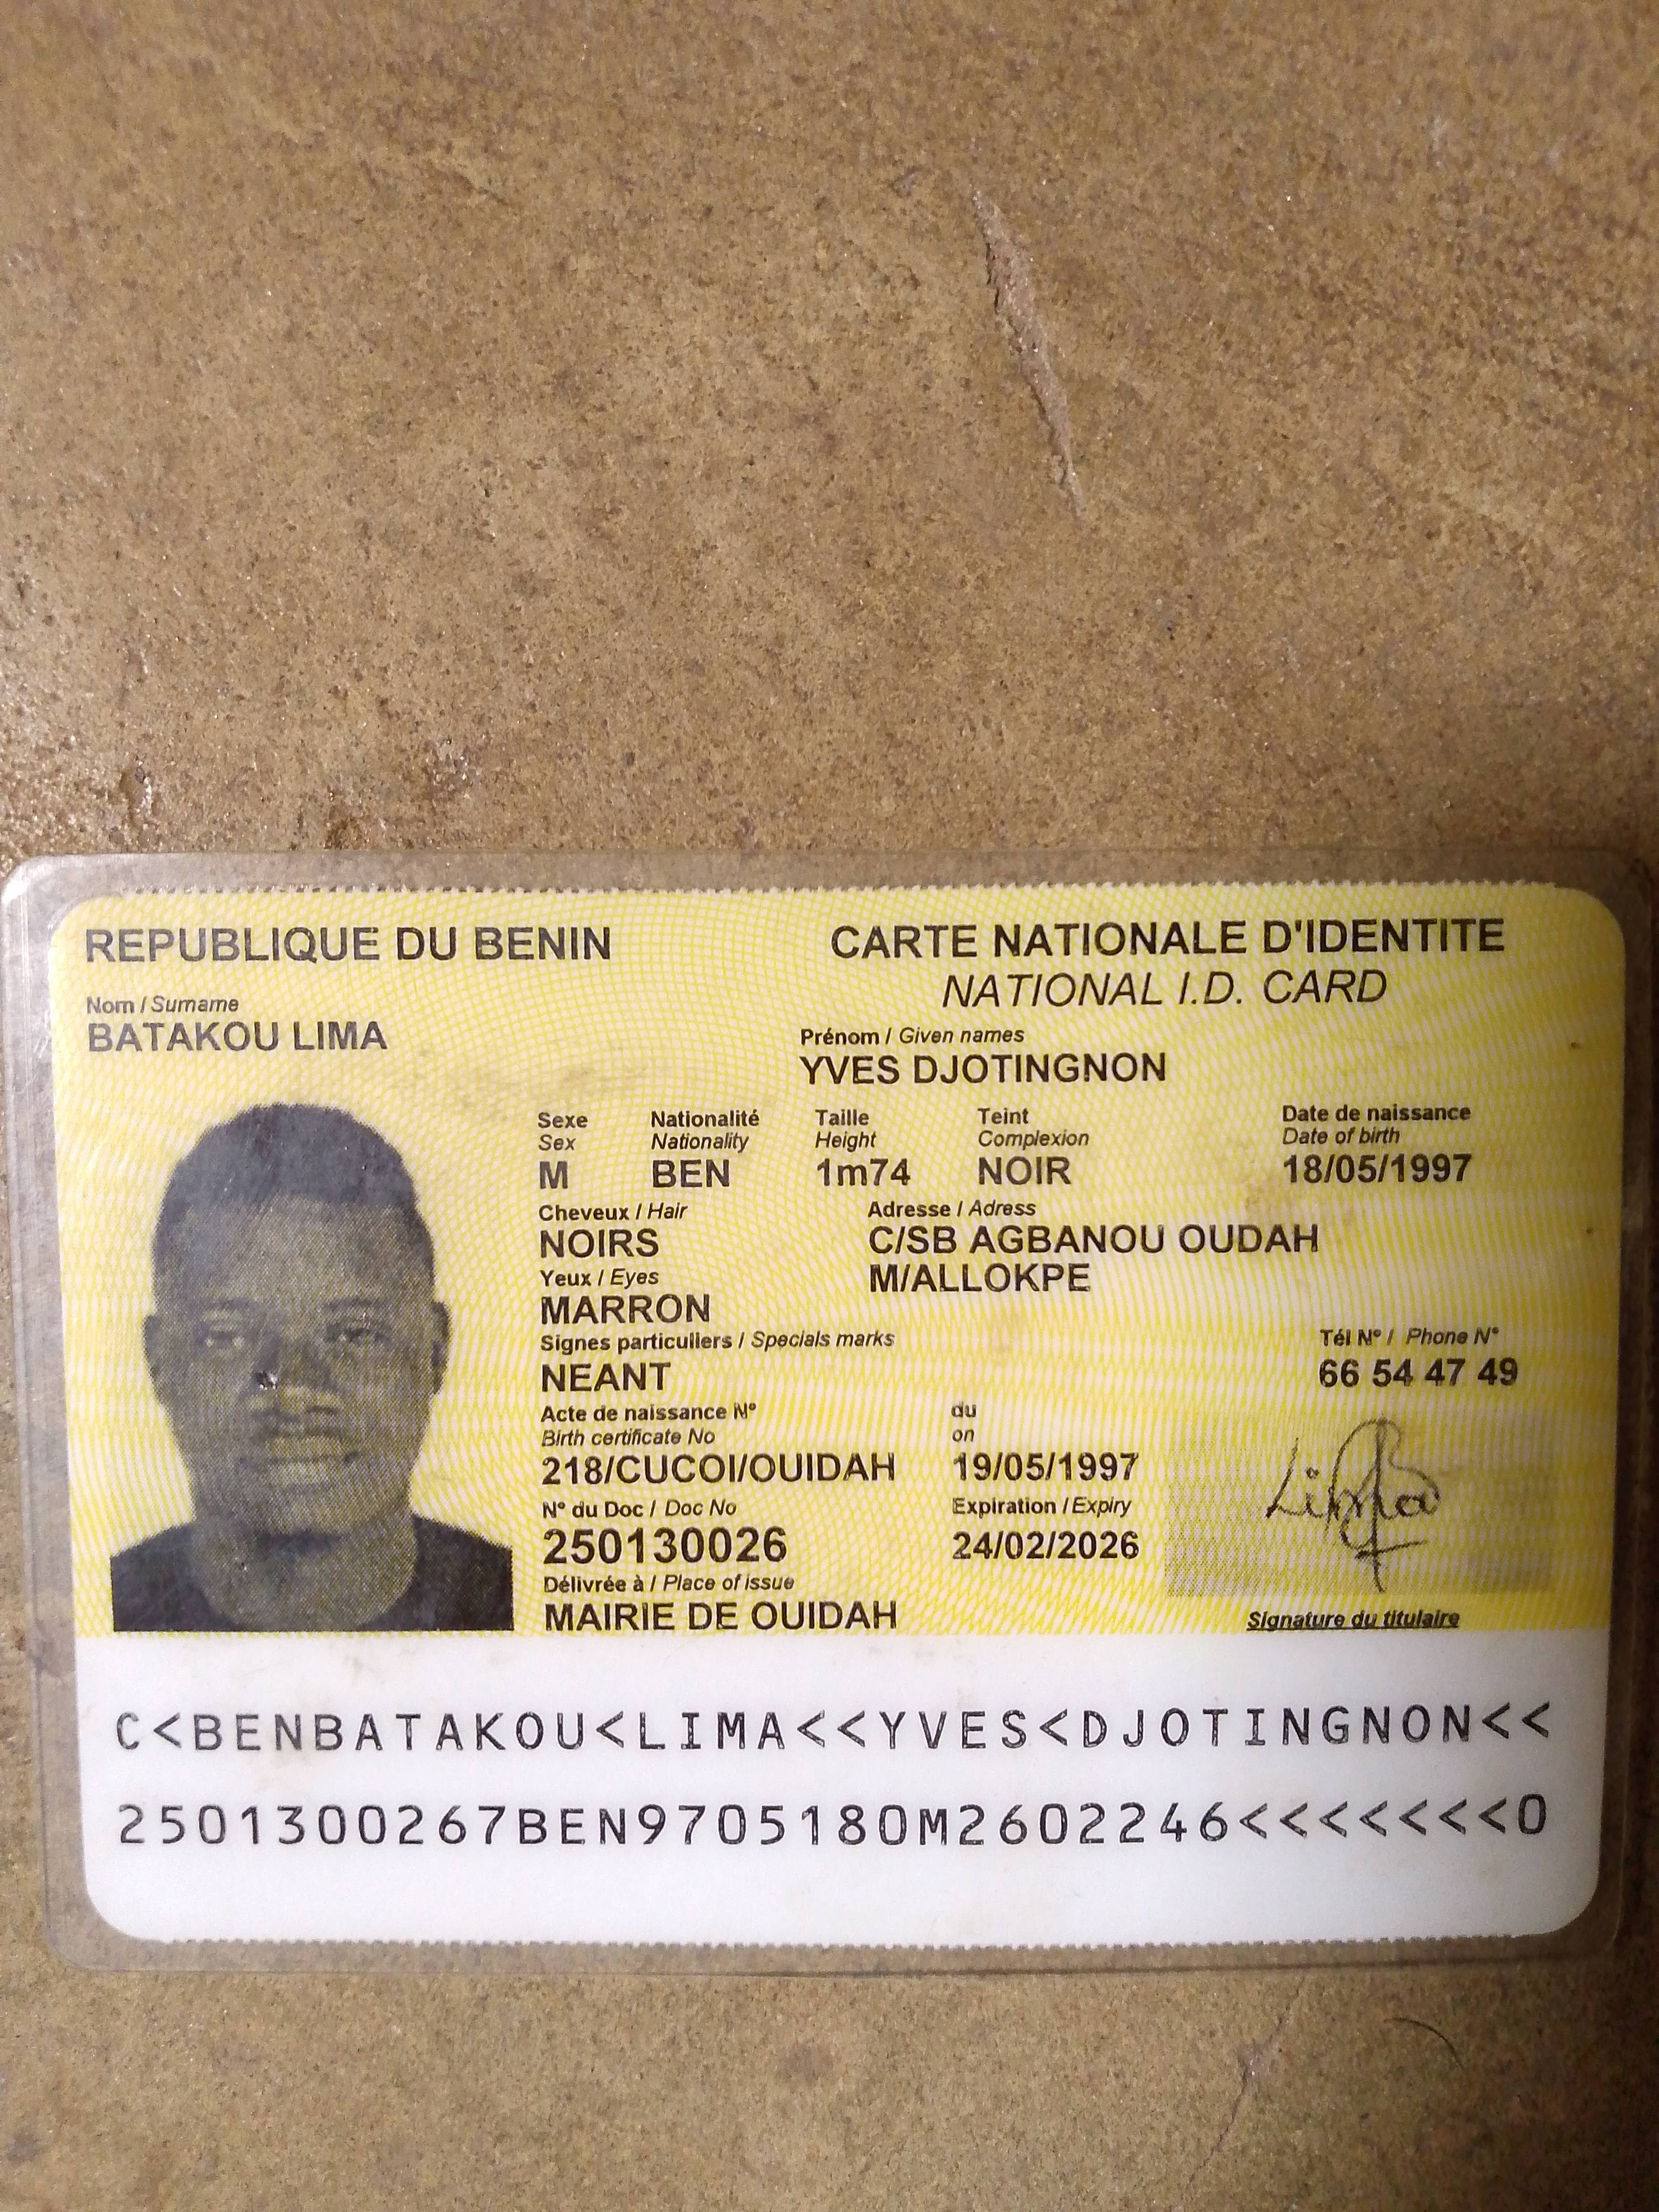 REPUBLIQUE DU BENIN
CARTE NATIONALE D'IDENTITE
NATIONAL I.D. CARD
Nom / Surname
BATAKOU LIMA
Prénom / Given names
YVES DJOTINGNON
Sexe Nationalité Taille Teint Date de naissance
Sex Nationality Height Complexion Date of birth
M BEN 1m74 NOIR 18/05/1997
Cheveux / Hair Adresse / Adress
NOIRS C/SB AGBANOU OUDAH
Yeux / Eyes M/ALLOKPE
MARRON
Signes particuliers / Specials marks Tél N° / Phone N°
NEANT 66 54 47 49
Acte de naissance N° du
Birth certificate No on
218/CUCOI/OUIDAH 19/05/1997
N° du Doc / Doc No Expiration / Expiry
250130026 24/02/2026
Lima
Délivrée à / Place of issue
MAIRIE DE OUIDAH
Signature du titulaire
C<BENBATAKOU<LIMA<<YVES<DJOTINGNON<<
2501300267BEN9705180M2602246<<<<<<<0